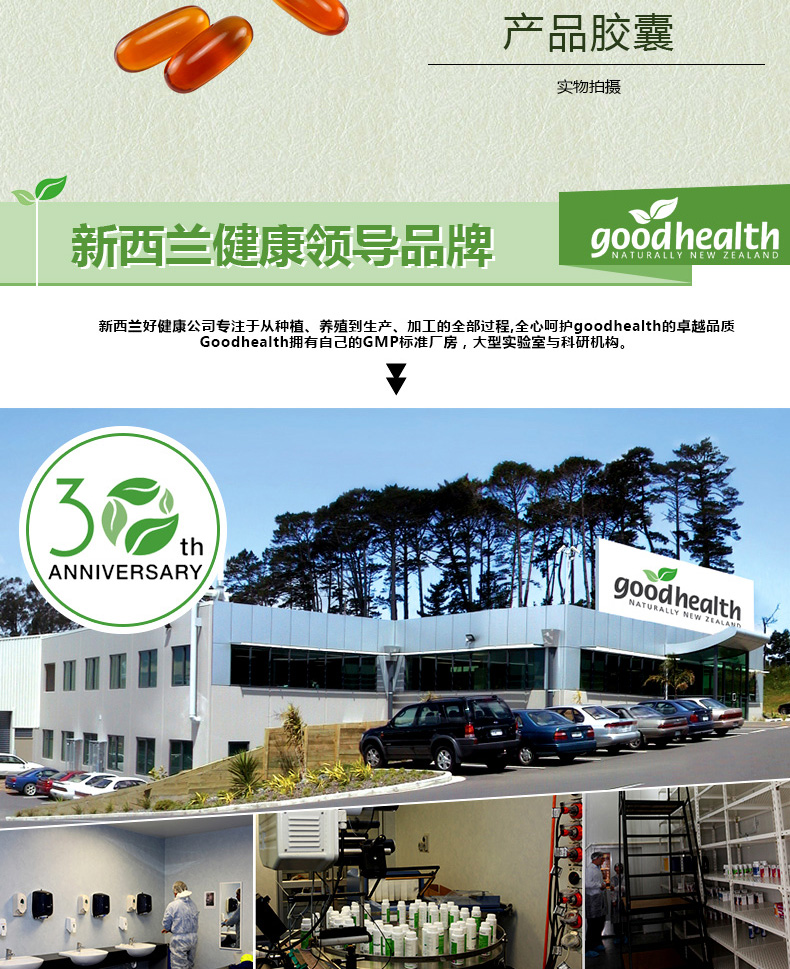 产品胶囊
实物拍摄
新西兰健康领导品牌
goodhealth
NATURALLY NEW ZEALAND
新西兰好健康公司专注于从种植、养殖到生产、加工的全部过程,全心呵护goodhealth的卓越品质
Goodhealth拥有自己的GMP标准厂房，大型实验室与科研机构。
30th
ANNIVERSARY
goodhealth
NATURALLY NEW ZEALAND